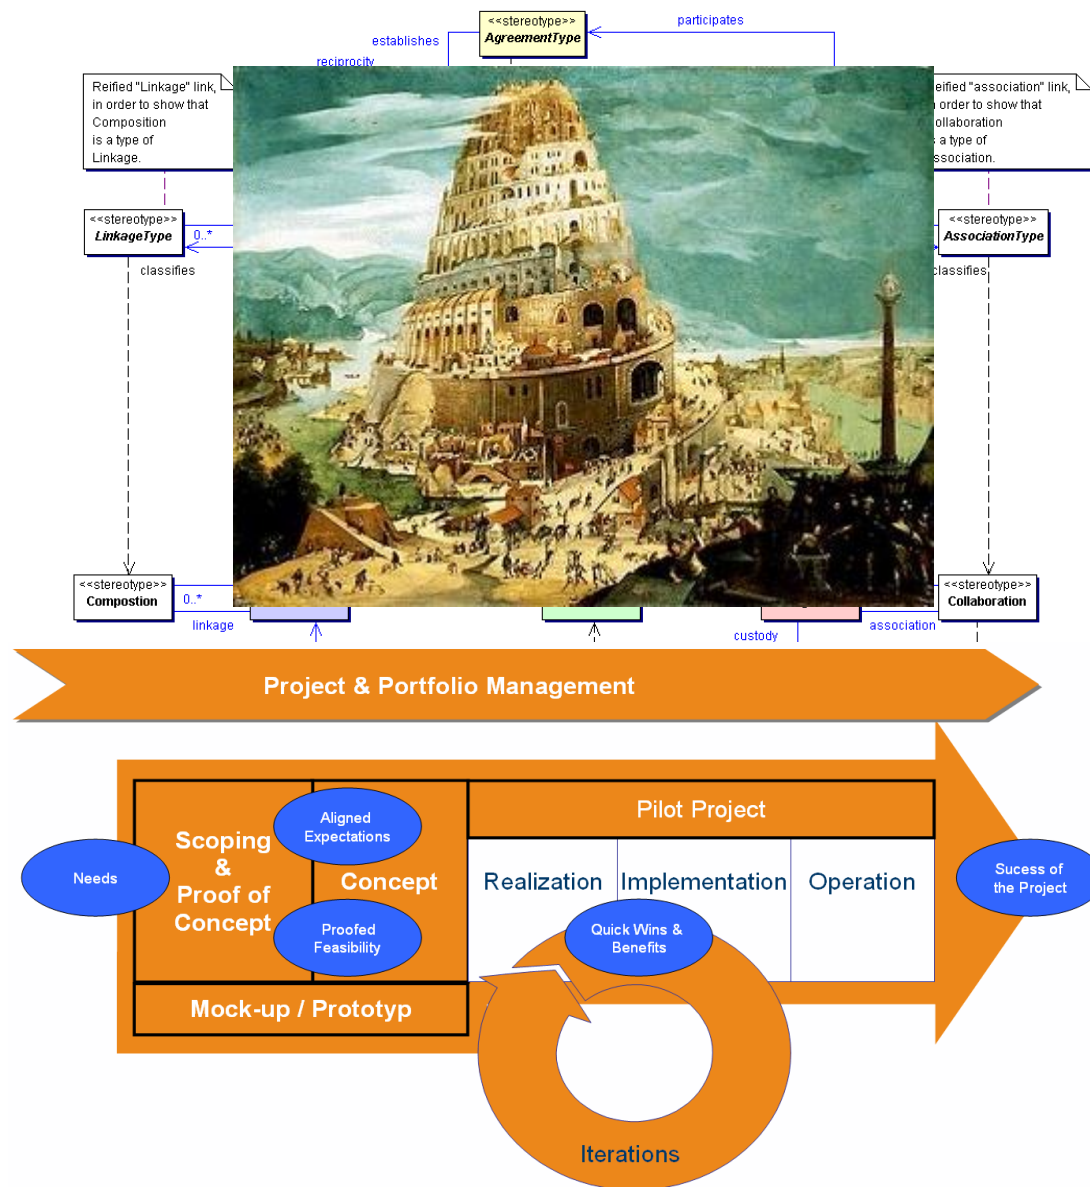 <<stereotype>>
AgreementType
participates
establishes
reciprocity
Reified "Linkage" link,
in order to show that
Composition
is a type of
Linkage.
eified "association" link,
n order to show that
ollaboration
s a type of
ssociation.
<<stereotype>>
LinkageType
0..*
classifies
<<stereotype>>
AssociationType
classifies
<<stereotype>>
Compostion
0..*
linkage
<<stereotype>>
Collaboration
association
custody
Project & Portfolio Management
Needs
Scoping
&
Proof of
Concept
Aligned
Expectations
Concept
Proofed
Feasibility
Mock-up / Prototyp
Pilot Project
Realization
Implementation
Operation
Quick Wins &
Benefits
Sucess of
the Project
Iterations